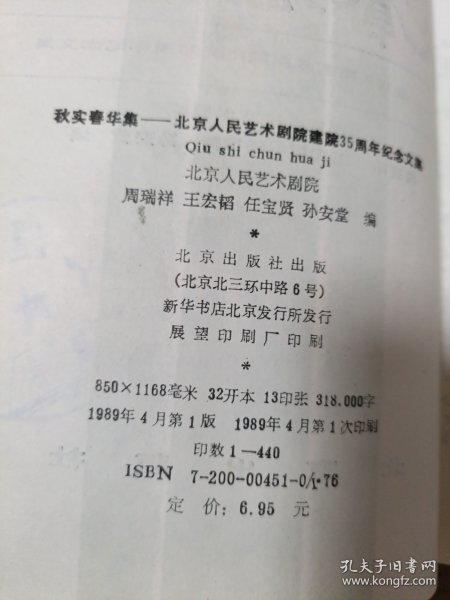 秋实春华集——北京人民艺术剧院建院35周年纪念文集
Qiu shi chun hua ji
北京人民艺术剧院
周瑞祥 王宏韬 任宝贤 孙安堂 编
*
北京出版社出版
(北京北三环中路6号)
新华书店北京发行所发行
展望印刷厂印刷
*
850×1168毫米 32开本 13印张 318,000字
1989年4月第1版 1989年4月第1次印刷
印数1—440
ISBN 7-200-00451-0/I·76
定 价: 6.95 元
孔夫子旧书网
www.kongfz.com